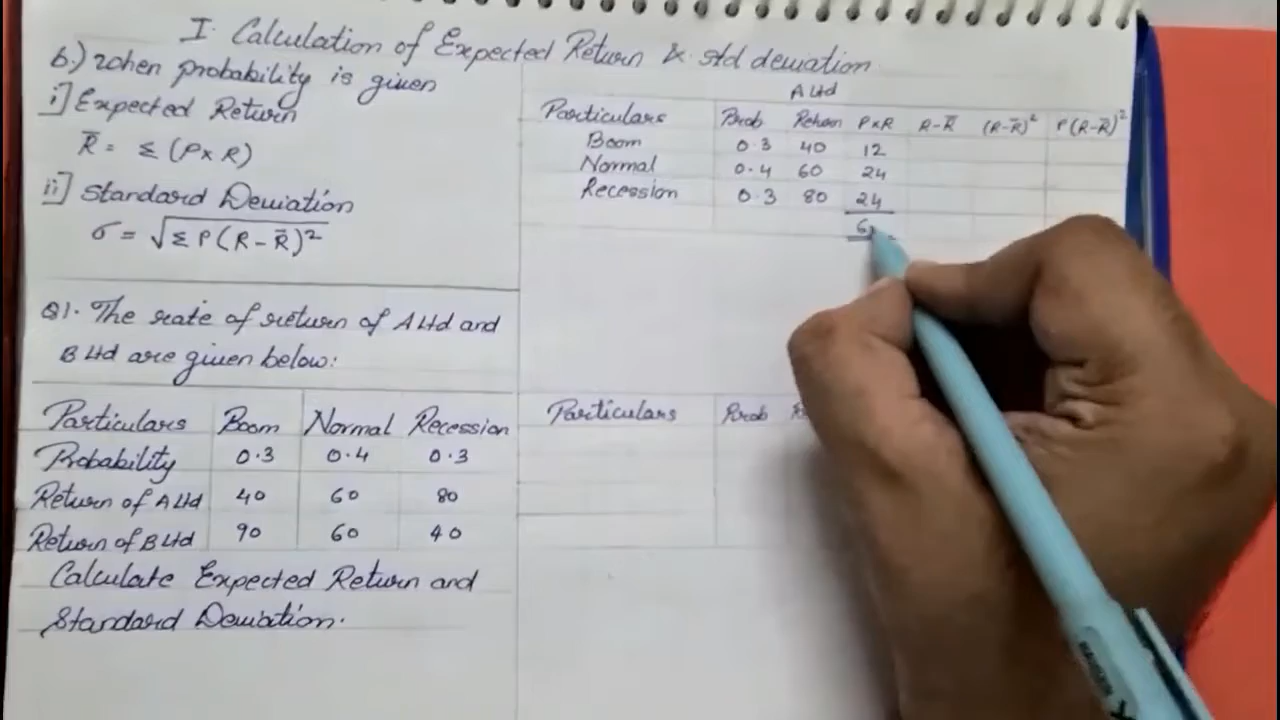 I. Calculation of Expected Return & std deviation
b.) When probability is given
i] Expected Return
R̄ = Σ (P×R)
ii] Standard Deviation
σ = √Σ P(R-R̄)²
Q1. The rate of return of A Ltd and
B Ltd are given below:
Particulars Boom Normal Recession
Probability 0.3 0.4 0.3
Return of A Ltd 40 60 80
Return of B Ltd 90 60 40
Calculate Expected Return and
Standard Deviation.
A Ltd
Particulars Prob Return P×R R-R̄ (R-R̄)² P(R-R̄)²
Boom 0.3 40 12
Normal 0.4 60 24
Recession 0.3 80 24
Particulars Prob